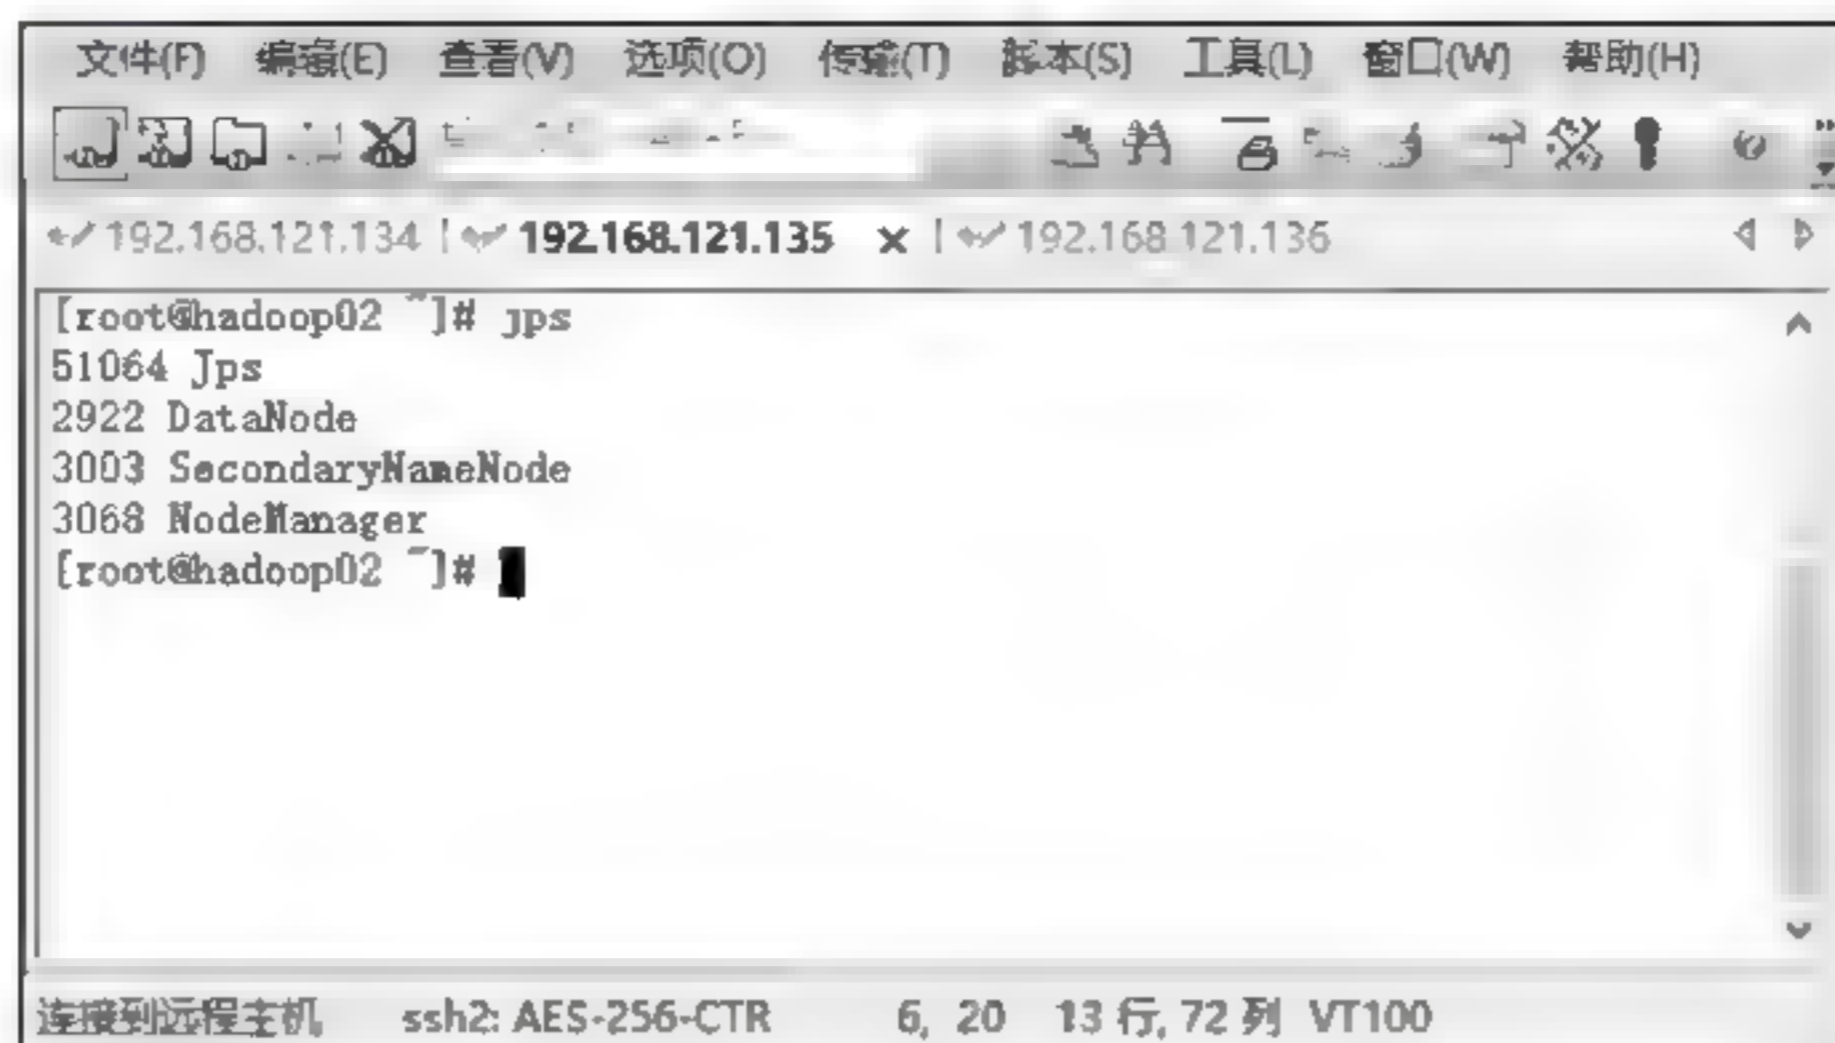 文件(F) 编辑(E) 查看(V) 选项(O) 传输(T) 脚本(S) 工具(L) 窗口(W) 帮助(H)
192.168.121.134 192.168.121.135 192.168.121.136
[root@hadoop02 ~]# jps
51064 Jps
2922 DataNode
3003 SecondaryNameNode
3068 NodeManager
[root@hadoop02 ~]#
连接到远程主机 ssh2: AES-256-CTR 6, 20 13 行, 72 列 VT100